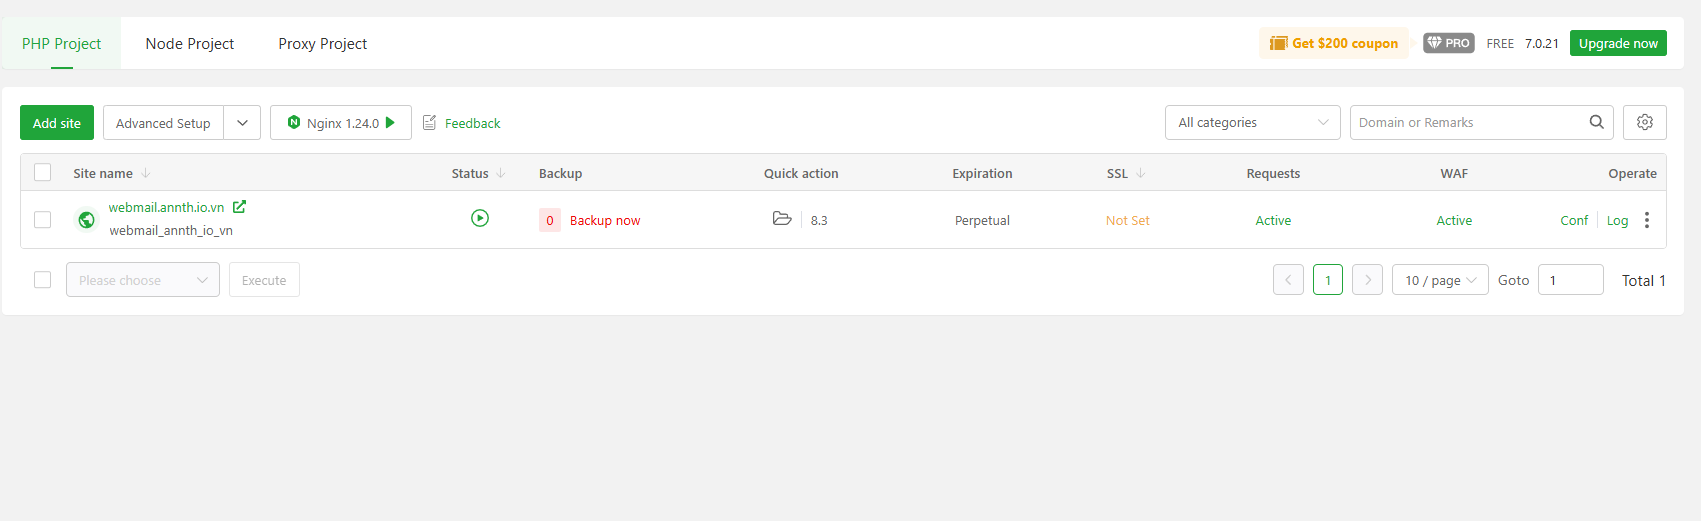 PHP Project Node Project Proxy Project Get $200 coupon PRO FREE 7.0.21 Upgrade now
Add site Advanced Setup Nginx 1.24.0 Feedback All categories Domain or Remarks
Site name Status Backup Quick action Expiration SSL Requests WAF Operate
webmail.annth.io.vn
webmail_annth_io_vn
0 Backup now 8.3 Perpetual Not Set Active Active Conf Log
Please choose Execute 1 10 / page Goto 1 Total 1